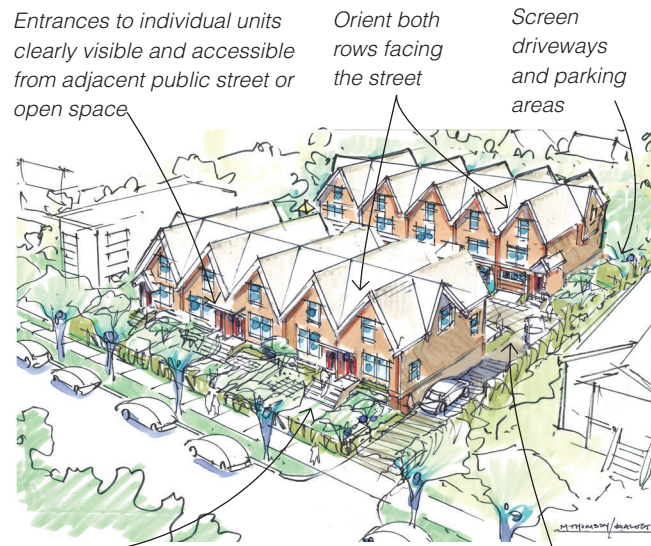 Entrances to individual units
clearly visible and accessible
from adjacent public street or
open space
Orient both
rows facing
the street
Screen
driveways
and parking
areas